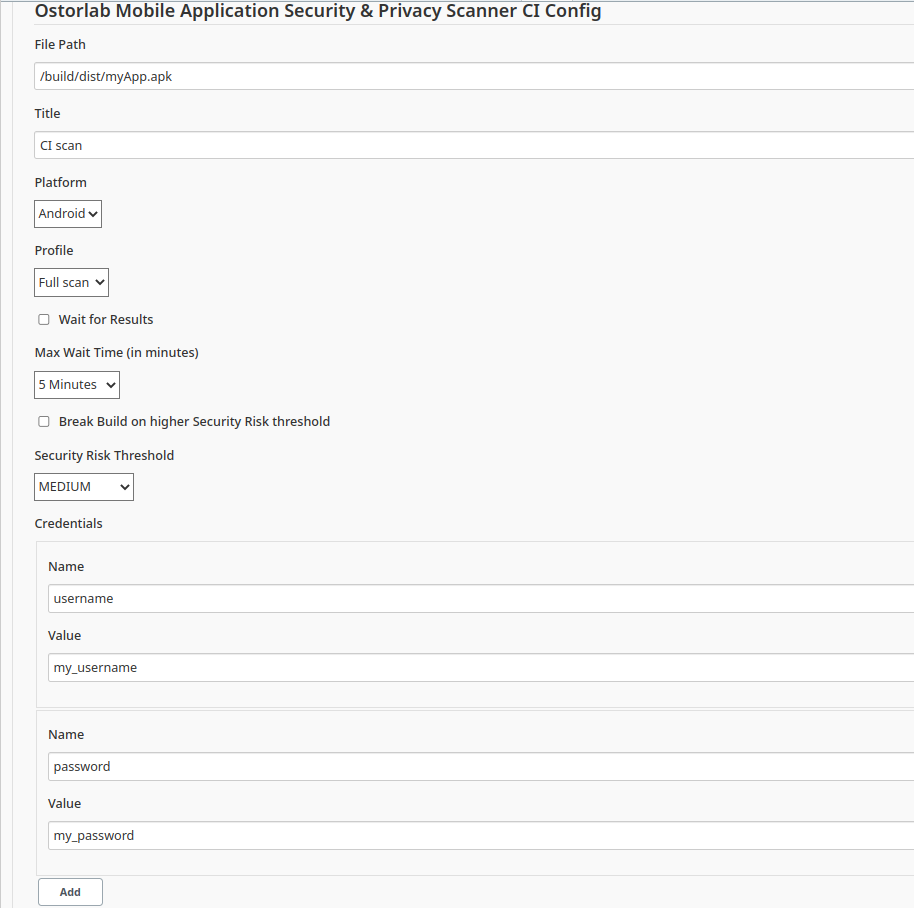 Ostorlab Mobile Application Security & Privacy Scanner CI Config
File Path
/build/dist/myApp.apk
Title
CI scan
Platform
Android
Profile
Full scan
Wait for Results
Max Wait Time (in minutes)
5 Minutes
Break Build on higher Security Risk threshold
Security Risk Threshold
MEDIUM
Credentials
Name
username
Value
my_username
Name
password
Value
my_password
Add